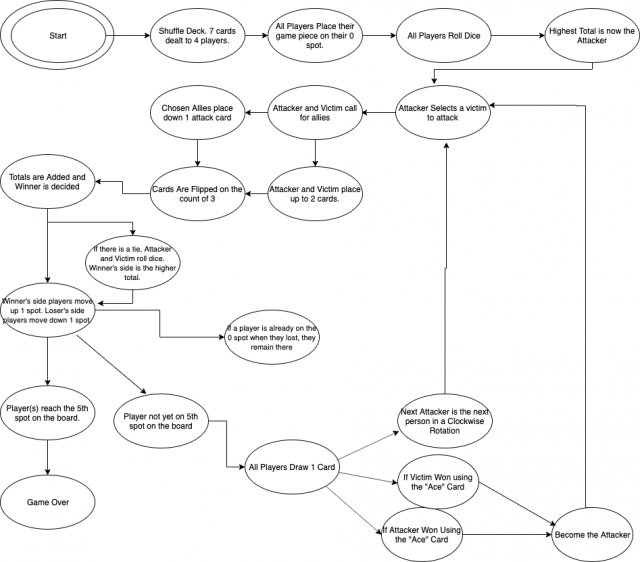 Start
Shuffle Deck. 7 cards
dealt to 4 players.
All Players Place their
game piece on their 0
spot.
All Players Roll Dice
Highest Total is now the
Attacker
Chosen Allies place
down 1 attack card
Attacker and Victim call
for allies
Attacker Selects a victim
to attack
Totals are Added and
Winner is decided
Cards Are Flipped on the
count of 3
Attacker and Victim place
up to 2 cards.
If there is a tie, Attacker
and Victim roll dice.
Winner's side is the higher
total.
Winner's side players move
up 1 spot. Loser's side
players move down 1 spot
If a player is already on the
0 spot when they lost, they
remain there
Player(s) reach the 5th
spot on the board.
Player not yet on 5th
spot on the board
Next Attacker is the next
person in a Clockwise
Rotation
All Players Draw 1 Card
If Victim Won using
the "Ace" Card
Game Over
If Attacker Won Using
the "Ace" Card
Become the Attacker